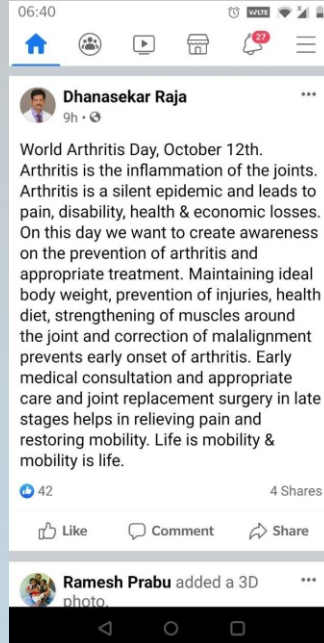 06:40
VoLTE
27
Dhanasekar Raja
9h
World Arthritis Day, October 12th.
Arthritis is the inflammation of the joints.
Arthritis is a silent epidemic and leads to
pain, disability, health & economic losses.
On this day we want to create awareness
on the prevention of arthritis and
appropriate treatment. Maintaining ideal
body weight, prevention of injuries, health
diet, strengthening of muscles around
the joint and correction of malalignment
prevents early onset of arthritis. Early
medical consultation and appropriate
care and joint replacement surgery in late
stages helps in relieving pain and
restoring mobility. Life is mobility &
mobility is life.
42 4 Shares
Like Comment Share
Ramesh Prabu added a 3D
photo.